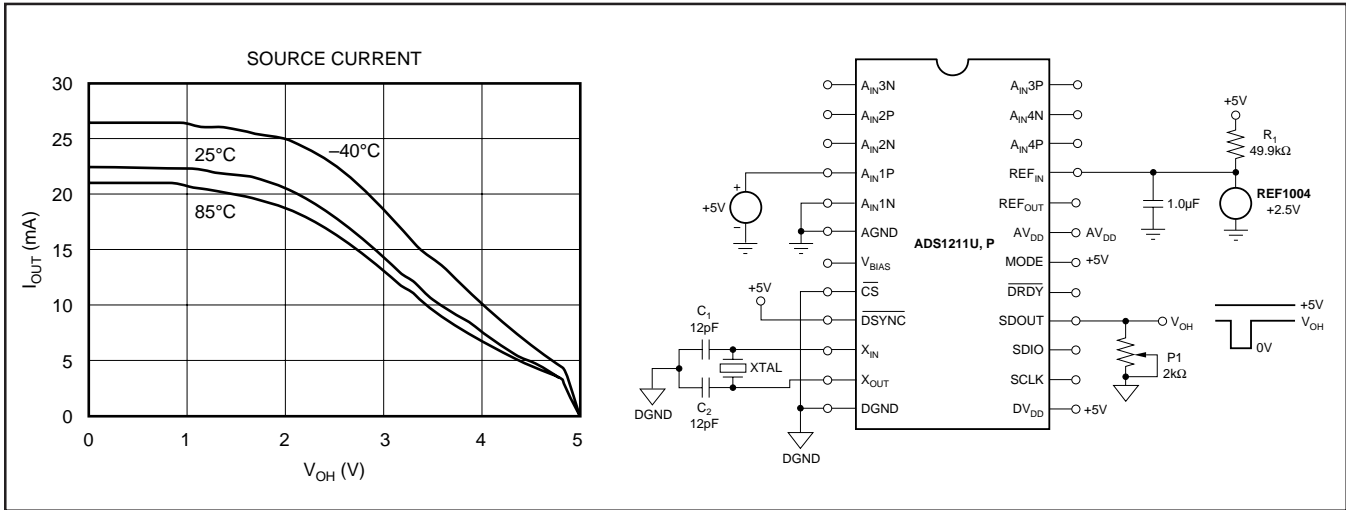 SOURCE CURRENT
30
25
20
15
10
5
0
I_OUT (mA)
–40°C
25°C
85°C
0 1 2 3 4 5
V_OH (V)
ADS1211U, P
A_IN3N
A_IN2P
A_IN2N
A_IN1P
A_IN1N
AGND
V_BIAS
CS
DSYNC
X_IN
X_OUT
DGND
A_IN3P
A_IN4N
A_IN4P
REF_IN
REF_OUT
AV_DD
MODE
DRDY
SDOUT
SDIO
SCLK
DV_DD
+
+5V
–
+5V
C_1
12pF
XTAL
C_2
12pF
DGND
DGND
+5V
R_1
49.9kΩ
1.0µF
REF1004
+2.5V
AV_DD
+5V
V_OH
P1
2kΩ
+5V
+5V
V_OH
0V